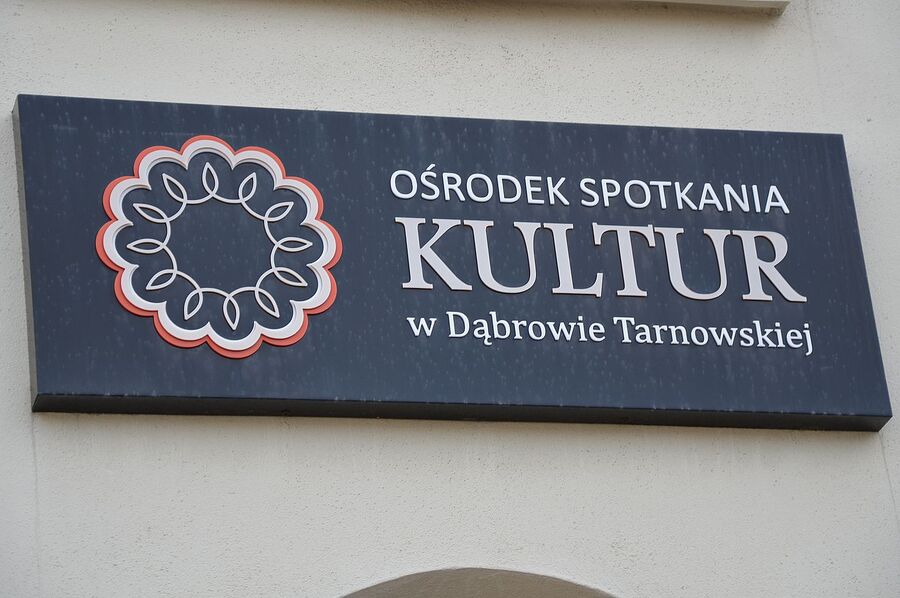 OŚRODEK SPOTKANIA
KULTUR
w Dąbrowie Tarnowskiej